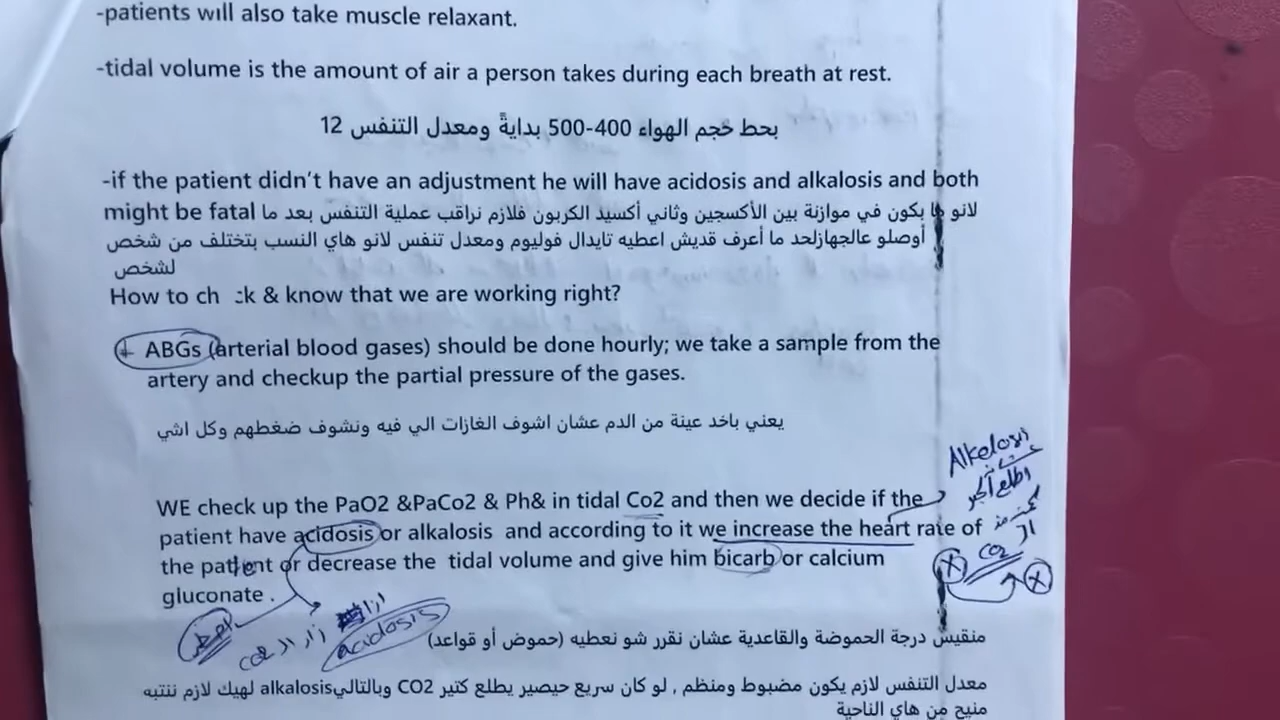 -patients will also take muscle relaxant.
-tidal volume is the amount of air a person takes during each breath at rest.
بحط حجم الهواء 400-500 بدايةً ومعدل التنفس 12
-if the patient didn't have an adjustment he will have acidosis and alkalosis and both
might be fatal لانو ما بكون في موازنة بين الأكسجين وثاني أكسيد الكربون فلازم نراقب عملية التنفس بعد ما
أوصلو عالجهازلحد ما أعرف قديش اعطيه تايدال فوليوم ومعدل تنفس لانو هاي النسب بتختلف من شخص
لشخص
How to ch ck & know that we are working right?
ABGs (arterial blood gases) should be done hourly; we take a sample from the
artery and checkup the partial pressure of the gases.
يعني باخد عينة من الدم عشان اشوف الغازات الي فيه ونشوف ضغطهم وكل اشي
Alkelosi
WE check up the PaO2 &PaCo2 & Ph& in tidal Co2 and then we decide if the
patient have acidosis or alkalosis and according to it we increase the heart rate of
CO2
the patient or decrease the tidal volume and give him bicarb or calcium
gluconate .
co2
acidosis
منقيس درجة الحموضة والقاعدية عشان نقرر شو نعطيه (حموض أو قواعد)
معدل التنفس لازم يكون مضبوط ومنظم , لو كان سريع حيصير يطلع كتير CO2 وبالتاليalkalosis لهيك لازم ننتبه
منيح من هاي الناحية